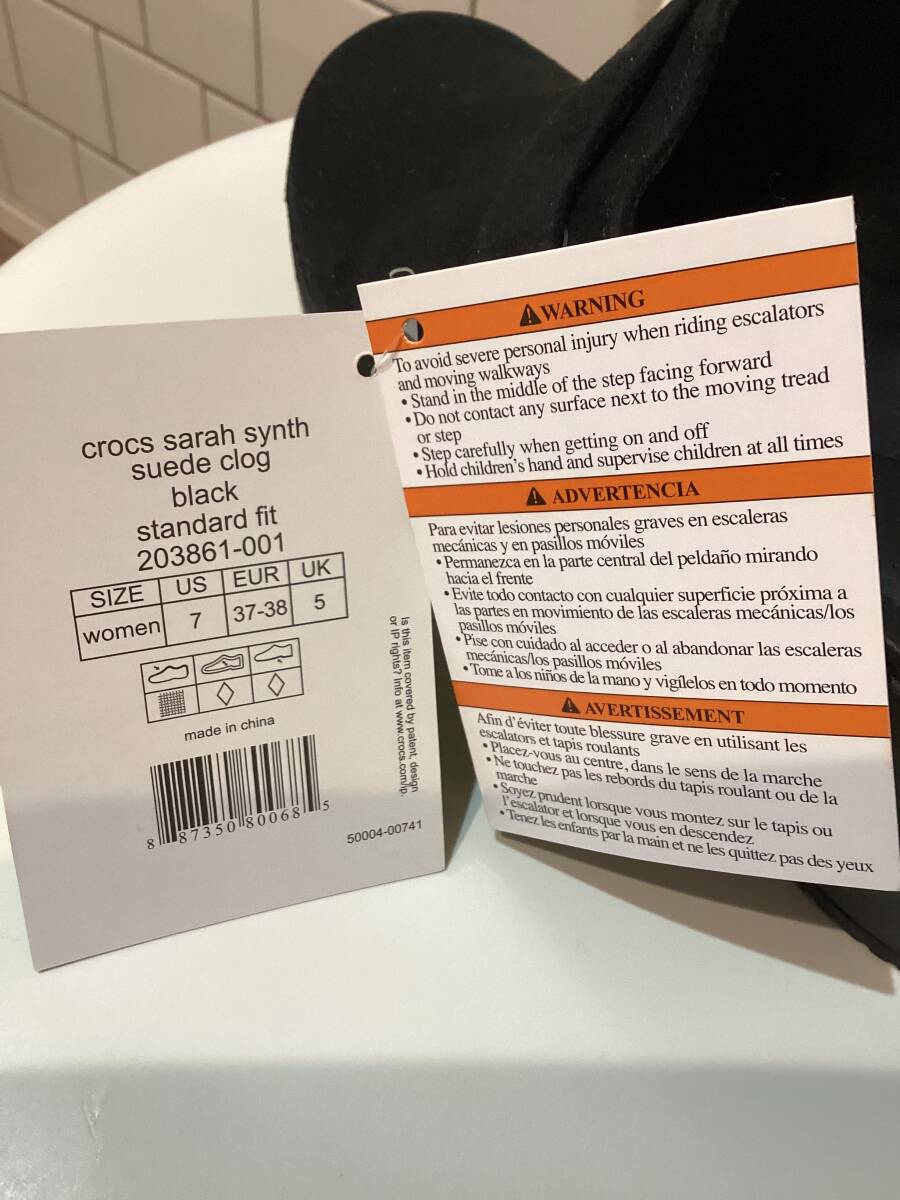 crocs sarah synth
suede clog
black
standard fit
203861-001
SIZE US EUR UK
women 7 37-38 5
made in china
8 87350 80068 5
50004-00741
Is this item covered by patent, design
or IP rights? Info at www.crocs.com/ip.
WARNING
To avoid severe personal injury when riding escalators
and moving walkways
• Stand in the middle of the step facing forward
• Do not contact any surface next to the moving tread
or step
• Step carefully when getting on and off
• Hold children's hand and supervise children at all times
ADVERTENCIA
Para evitar lesiones personales graves en escaleras
mecánicas y en pasillos móviles
• Permanezca en la parte central del peldaño mirando
hacia el frente
• Evite todo contacto con cualquier superficie próxima a
las partes en movimiento de las escaleras mecánicas/los
pasillos móviles
• Pise con cuidado al acceder o al abandonar las escaleras
mecánicas/los pasillos móviles
• Tome a los niños de la mano y vigílelos en todo momento
AVERTISSEMENT
Afin d'éviter toute blessure grave en utilisant les
escalators et tapis roulants
• Placez-vous au centre, dans le sens de la marche
• Ne touchez pas les rebords du tapis roulant ou de la
marche
• Soyez prudent lorsque vous montez sur le tapis ou
l'escalator et lorsque vous en descendez
• Tenez les enfants par la main et ne les quittez pas des yeux